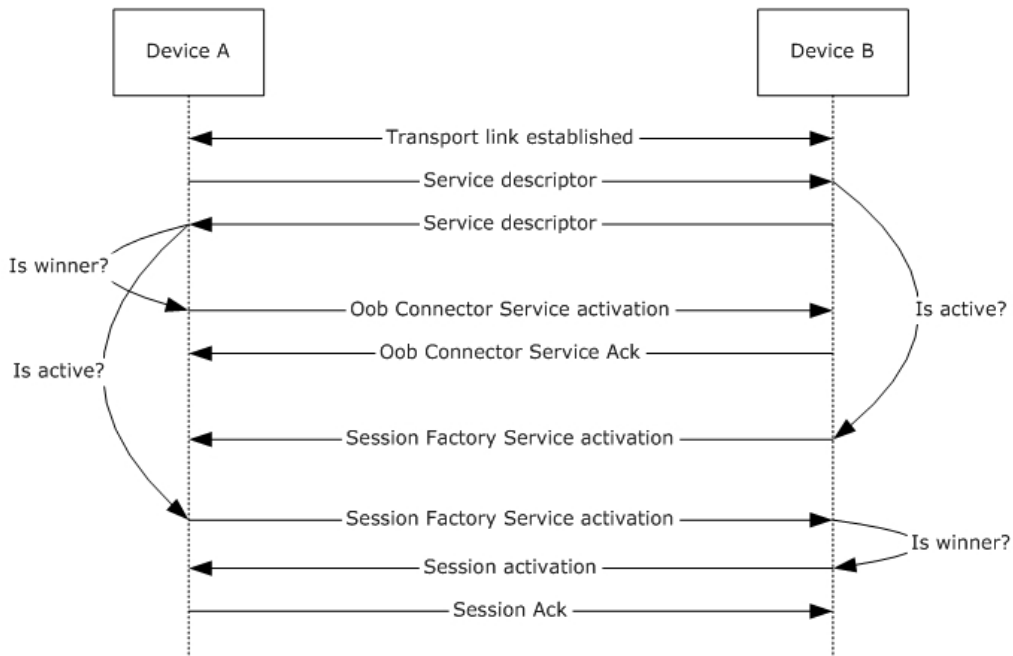 Device A
Device B
Transport link established
Service descriptor
Service descriptor
Is winner?
Oob Connector Service activation
Is active?
Oob Connector Service Ack
Is active?
Session Factory Service activation
Session Factory Service activation
Is winner?
Session activation
Session Ack